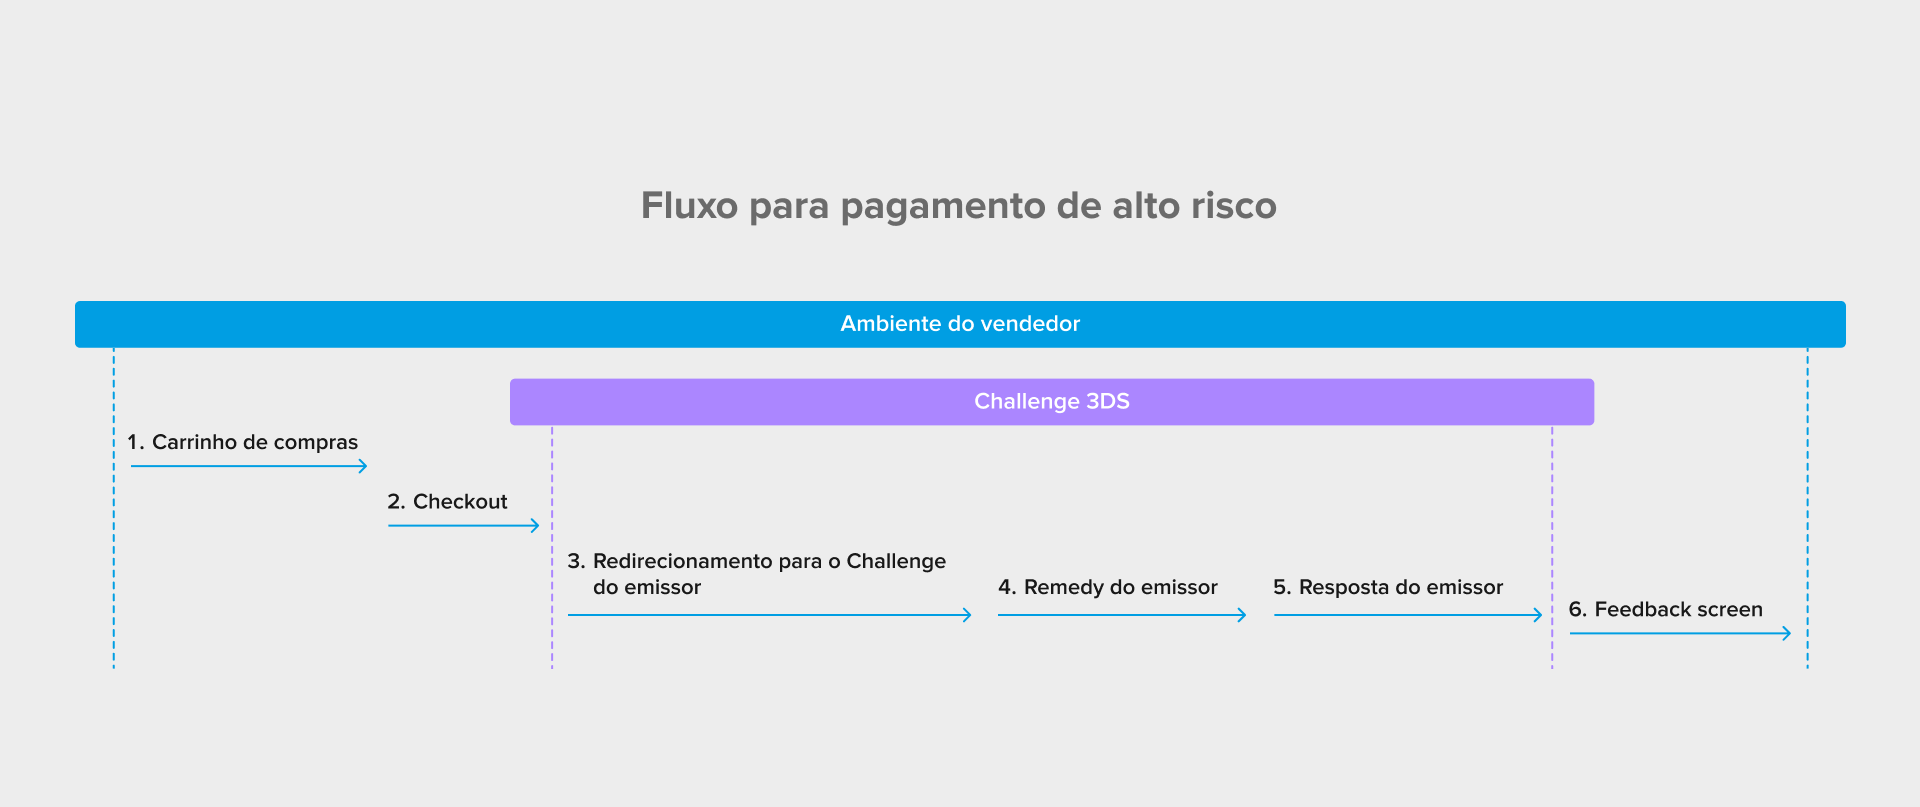 Fluxo para pagamento de alto risco
Ambiente do vendedor
Challenge 3DS
1. Carrinho de compras
2. Checkout
3. Redirecionamento para o Challenge
do emissor
4. Remedy do emissor
5. Resposta do emissor
6. Feedback screen